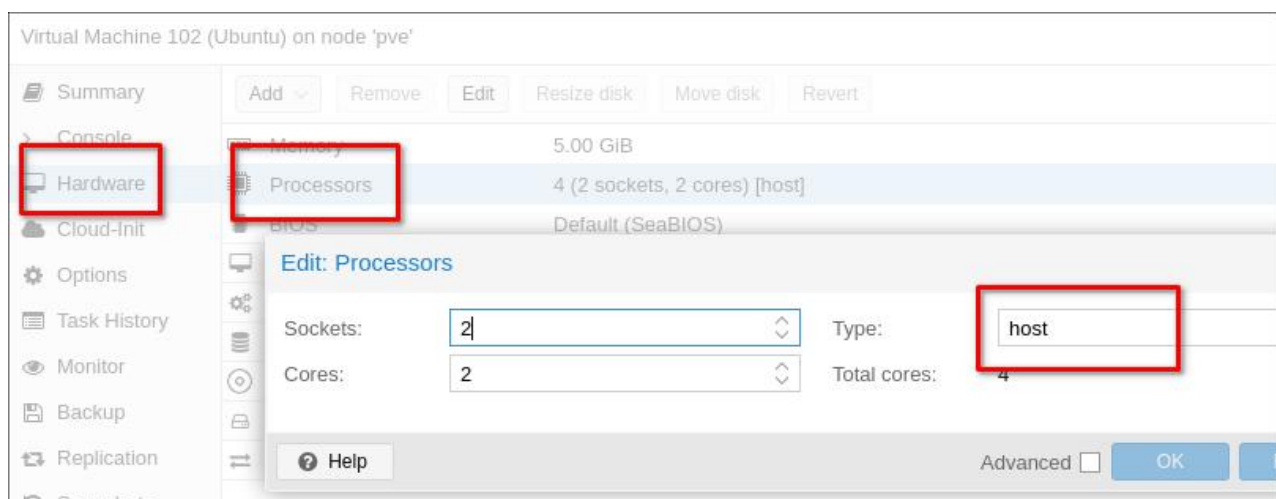 Virtual Machine 102 (Ubuntu) on node 'pve'
Summary
Console
Hardware
Cloud-Init
Options
Task History
Monitor
Backup
Replication
Add Remove Edit Resize disk Move disk Revert
Memory 5.00 GiB
Processors 4 (2 sockets, 2 cores) [host]
BIOS Default (SeaBIOS)
Edit: Processors
Sockets: 2 Type: host
Cores: 2 Total cores: 4
Help Advanced OK